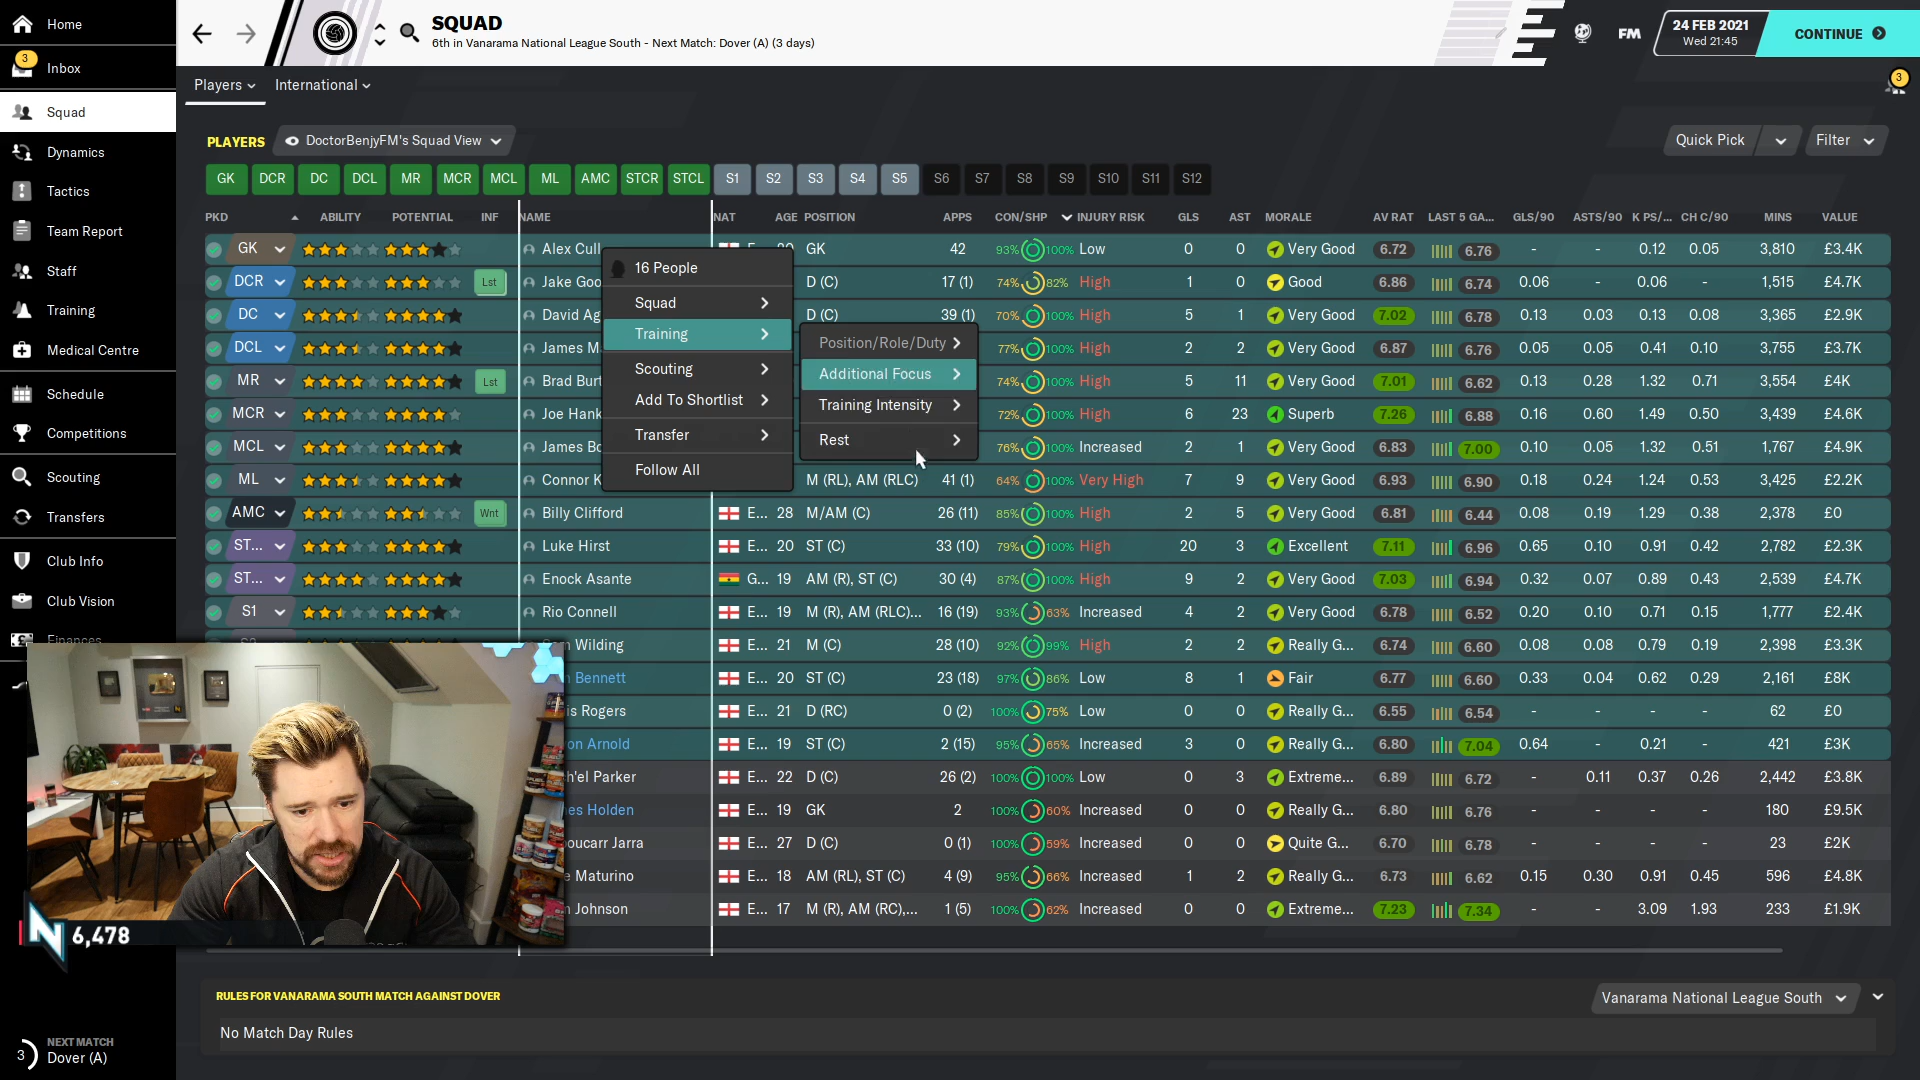 Home
3
Inbox
Squad
Dynamics
Tactics
Team Report
Staff
Training
Medical Centre
Schedule
Competitions
Scouting
Transfers
Club Info
Club Vision
Finances
SQUAD
6th in Vanarama National League South - Next Match: Dover (A) (3 days)
FM
24 FEB 2021
Wed 21:45
CONTINUE
Players
International
3
PLAYERS
DoctorBenjyFM's Squad View
Quick Pick
Filter
GK DCR DC DCL MR MCR MCL ML AMC STCR STCL S1 S2 S3 S4 S5 S6 S7 S8 S9 S10 S11 S12
PKD ABILITY POTENTIAL INF NAME NAT AGE POSITION APPS CON/SHP INJURY RISK GLS AST MORALE AV RAT LAST 5 GA... GLS/90 ASTS/90 K PS/... CH C/90 MINS VALUE
GK Alex Cull GK 42 93% 100% Low 0 0 Very Good 6.72 6.76 - - 0.12 0.05 3,810 £3.4K
DCR Lst Jake Goo D (C) 17 (1) 74% 82% High 1 0 Good 6.86 6.74 0.06 - 0.06 - 1,515 £4.7K
DC David Ag D (C) 39 (1) 70% 100% High 5 1 Very Good 7.02 6.78 0.13 0.03 0.13 0.08 3,365 £2.9K
DCL James M 77% 100% High 2 2 Very Good 6.87 6.76 0.05 0.05 0.41 0.10 3,755 £3.7K
MR Lst Brad Burt 74% 100% High 5 11 Very Good 7.01 6.62 0.13 0.28 1.32 0.71 3,554 £4K
MCR Joe Hank 72% 100% High 6 23 Superb 7.26 6.88 0.16 0.60 1.49 0.50 3,439 £4.6K
MCL James Bo 76% 100% Increased 2 1 Very Good 6.83 7.00 0.10 0.05 1.32 0.51 1,767 £4.9K
ML Connor K M (RL), AM (RLC) 41 (1) 64% 100% Very High 7 9 Very Good 6.93 6.90 0.18 0.24 1.24 0.53 3,425 £2.2K
AMC Wnt Billy Clifford E... 28 M/AM (C) 26 (11) 85% 100% High 2 5 Very Good 6.81 6.44 0.08 0.19 1.29 0.38 2,378 £0
ST... Luke Hirst E... 20 ST (C) 33 (10) 79% 100% High 20 3 Excellent 7.11 6.96 0.65 0.10 0.91 0.42 2,782 £2.3K
ST... Enock Asante G... 19 AM (R), ST (C) 30 (4) 87% 100% High 9 2 Very Good 7.03 6.94 0.32 0.07 0.89 0.43 2,539 £4.7K
S1 Rio Connell E... 19 M (R), AM (RLC)... 16 (19) 93% 63% Increased 4 2 Very Good 6.78 6.52 0.20 0.10 0.71 0.15 1,777 £2.4K
Wilding E... 21 M (C) 28 (10) 92% 99% High 2 2 Really G... 6.74 6.60 0.08 0.08 0.79 0.19 2,398 £3.3K
Bennett E... 20 ST (C) 23 (18) 97% 86% Low 8 1 Fair 6.77 6.60 0.33 0.04 0.62 0.29 2,161 £8K
is Rogers E... 21 D (RC) 0 (2) 100% 75% Low 0 0 Really G... 6.55 6.54 - - - - 62 £0
on Arnold E... 19 ST (C) 2 (15) 95% 65% Increased 3 0 Really G... 6.80 7.04 0.64 - 0.21 - 421 £3K
h'el Parker E... 22 D (C) 26 (2) 100% 100% Low 0 3 Extreme... 6.89 6.72 - 0.11 0.37 0.26 2,442 £3.8K
es Holden E... 19 GK 2 100% 60% Increased 0 0 Really G... 6.80 6.76 - - - - 180 £9.5K
oucarr Jarra E... 27 D (C) 0 (1) 100% 59% Increased 0 0 Quite G... 6.70 6.78 - - - - 23 £2K
e Maturino E... 18 AM (RL), ST (C) 4 (9) 95% 66% Increased 1 2 Really G... 6.73 6.62 0.15 0.30 0.91 0.45 596 £4.8K
Johnson E... 17 M (R), AM (RC),... 1 (5) 100% 62% Increased 0 0 Extreme... 7.23 7.34 - - 3.09 1.93 233 £1.9K
16 People
Squad
Training
Scouting
Add To Shortlist
Transfer
Follow All
Position/Role/Duty
Additional Focus
Training Intensity
Rest
N 6,478
RULES FOR VANARAMA SOUTH MATCH AGAINST DOVER
Vanarama National League South
No Match Day Rules
3
NEXT MATCH
Dover (A)